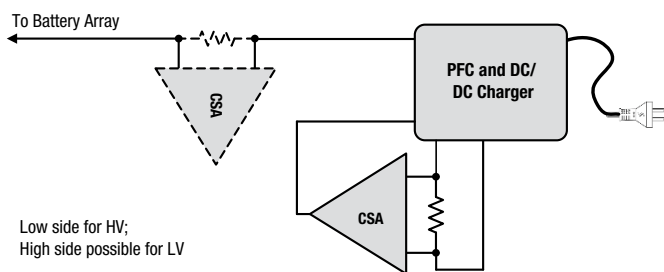 To Battery Array
PFC and DC/
DC Charger
CSA
CSA
Low side for HV;
High side possible for LV